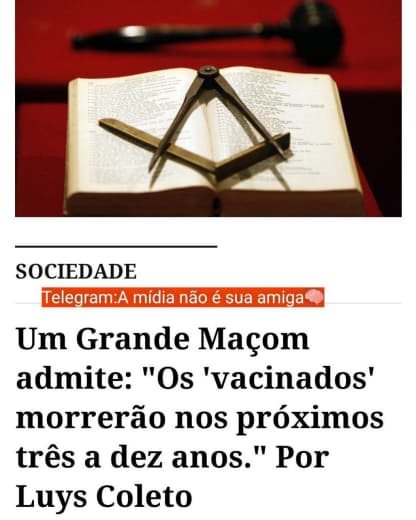 SOCIEDADE
Telegram:A mídia não é sua amiga🧠
Um Grande Maçom
admite: "Os 'vacinados'
morrerão nos próximos
três a dez anos." Por
Luys Coleto